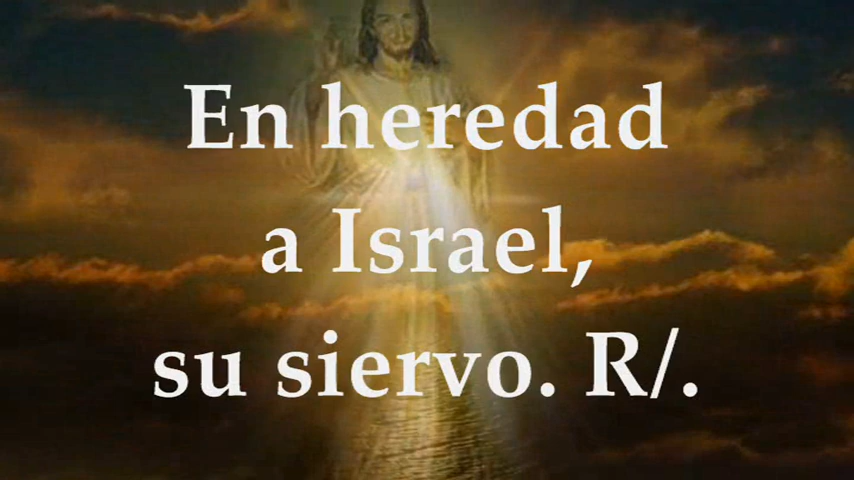 En heredad
a Israel,
su siervo. R/.